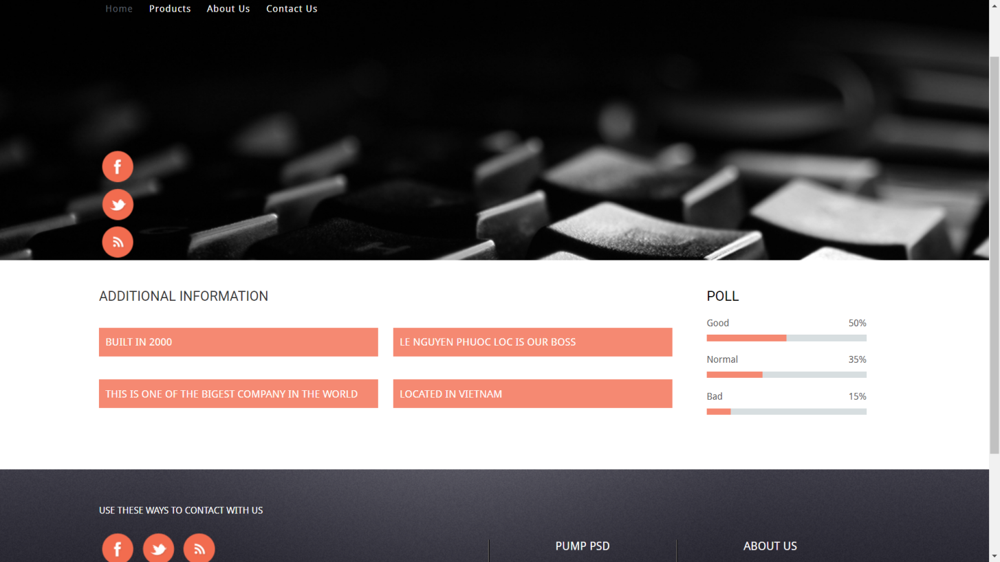 Home Products About Us Contact Us
ADDITIONAL INFORMATION
BUILT IN 2000
LE NGUYEN PHUOC LOC IS OUR BOSS
THIS IS ONE OF THE BIGEST COMPANY IN THE WORLD
LOCATED IN VIETNAM
POLL
Good 50%
Normal 35%
Bad 15%
USE THESE WAYS TO CONTACT WITH US
PUMP PSD
ABOUT US